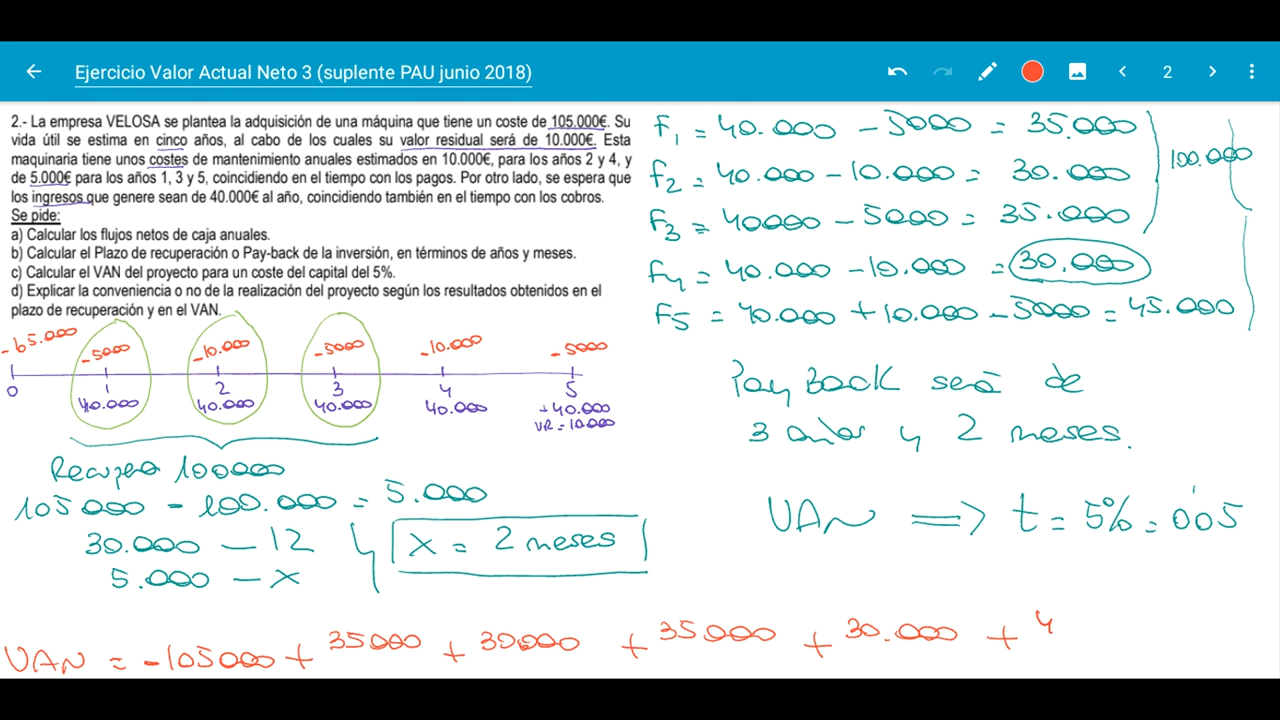 Ejercicio Valor Actual Neto 3 (suplente PAU junio 2018)
2
2.- La empresa VELOSA se plantea la adquisición de una máquina que tiene un coste de 105.000€. Su
vida útil se estima en cinco años, al cabo de los cuales su valor residual será de 10.000€. Esta
maquinaria tiene unos costes de mantenimiento anuales estimados en 10.000€, para los años 2 y 4, y
de 5.000€ para los años 1, 3 y 5, coincidiendo en el tiempo con los pagos. Por otro lado, se espera que
los ingresos que genere sean de 40.000€ al año, coincidiendo también en el tiempo con los cobros.
Se pide:
a) Calcular los flujos netos de caja anuales.
b) Calcular el Plazo de recuperación o Pay-back de la inversión, en términos de años y meses.
c) Calcular el VAN del proyecto para un coste del capital del 5%.
d) Explicar la conveniencia o no de la realización del proyecto según los resultados obtenidos en el
plazo de recuperación y en el VAN.
-105.000 -5000 -10.000 -5000 -10.000 -5000
0 1 2 3 4 5
40.000 40.000 40.000 40.000 +40.000
VR = 10.000
Recupero 100000
105000 - 100.000 = 5.000
30.000 - 12
5.000 - x
x = 2 meses
F1 = 40.000 - 5000 = 35.000
F2 = 40.000 - 10.000 = 30.000
F3 = 40000 - 5000 = 35.000
100.000
F4 = 40.000 - 10.000 = 30.000
F5 = 40.000 + 10.000 - 5000 = 45.000
Pay Back será de
3 años y 2 meses.
VAN => t = 5% = 0'05
VAN = -105000 + 35000 + 30000 + 35000 + 30.000 + 4